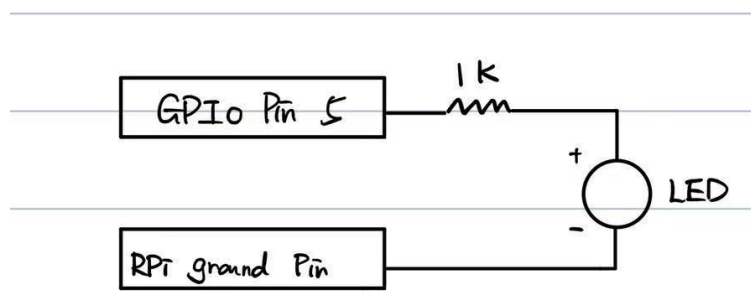 1K
GPIo Pin 5
+
LED
-
RPi ground Pin